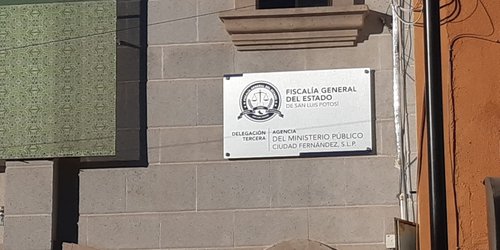 FISCALÍA GENERAL
DEL ESTADO
DE SAN LUIS POTOSÍ
DELEGACIÓN
TERCERA
AGENCIA
DEL MINISTERIO PÚBLICO
CIUDAD FERNÁNDEZ, S.L.P.